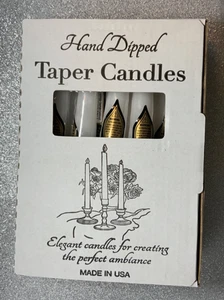 Hand Dipped
Taper Candles
Elegant candles for creating
the perfect ambiance
MADE IN USA